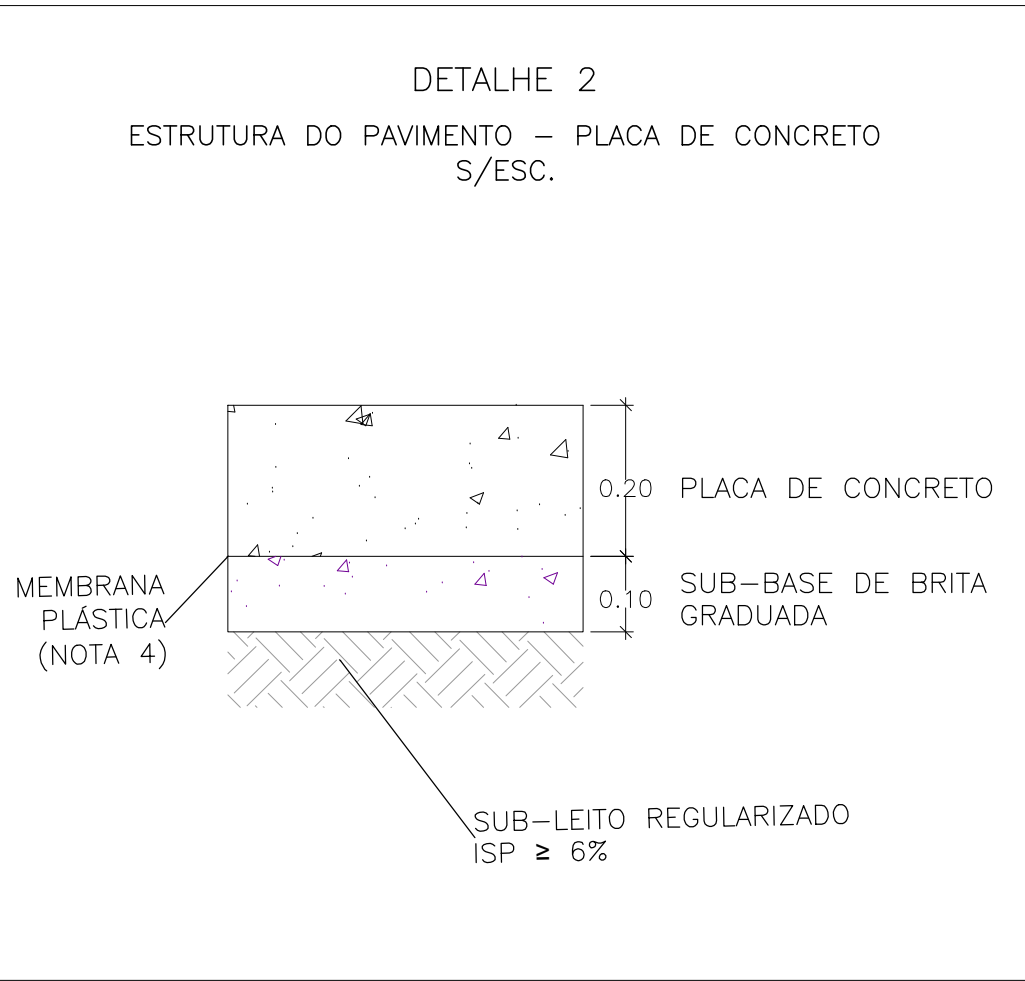 DETALHE 2
ESTRUTURA DO PAVIMENTO – PLACA DE CONCRETO
S/ESC.
0.20 PLACA DE CONCRETO
MEMBRANA
PLÁSTICA
(NOTA 4)
0.10
SUB–BASE DE BRITA
GRADUADA
SUB–LEITO REGULARIZADO
ISP ≥ 6%